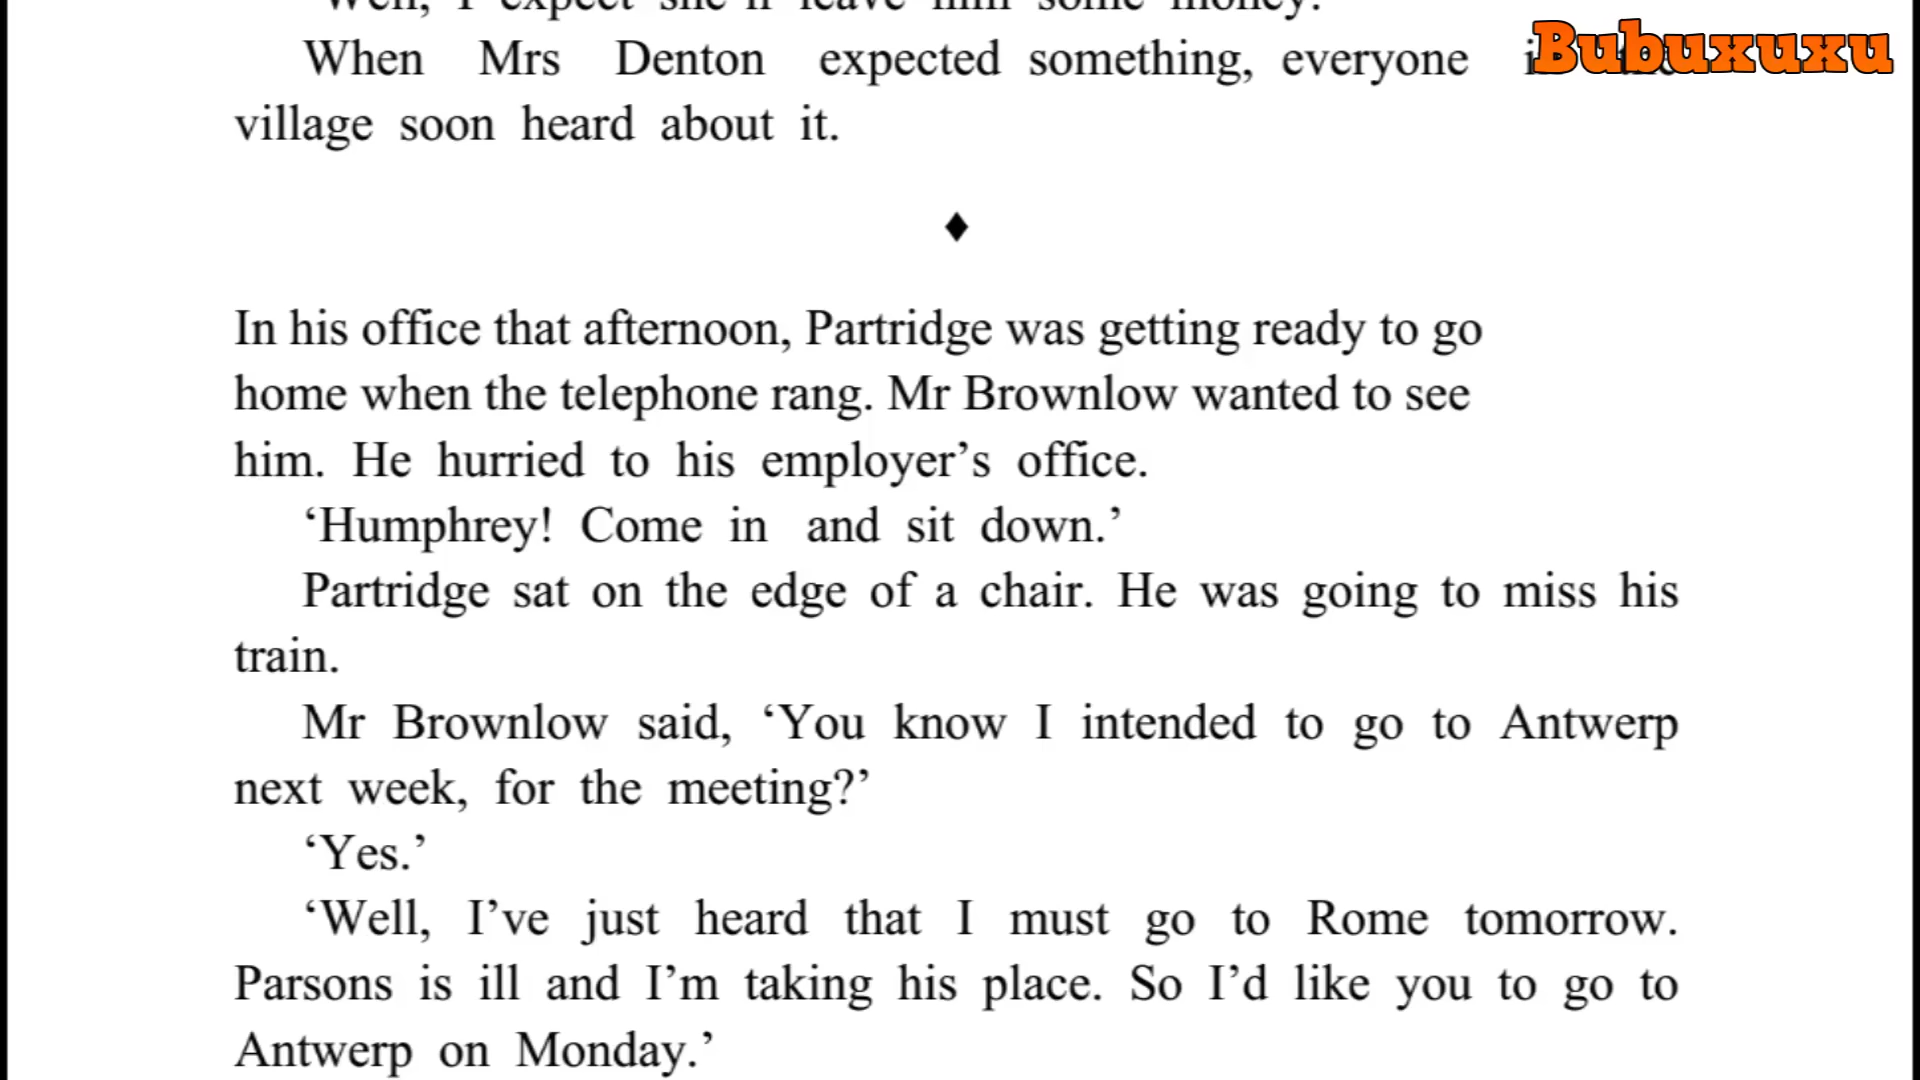 When Mrs Denton expected something, everyone
Bubuxuxu
village soon heard about it.
♦
In his office that afternoon, Partridge was getting ready to go
home when the telephone rang. Mr Brownlow wanted to see
him. He hurried to his employer’s office.
‘Humphrey! Come in and sit down.’
Partridge sat on the edge of a chair. He was going to miss his
train.
Mr Brownlow said, ‘You know I intended to go to Antwerp
next week, for the meeting?’
‘Yes.’
‘Well, I’ve just heard that I must go to Rome tomorrow.
Parsons is ill and I’m taking his place. So I’d like you to go to
Antwerp on Monday.’